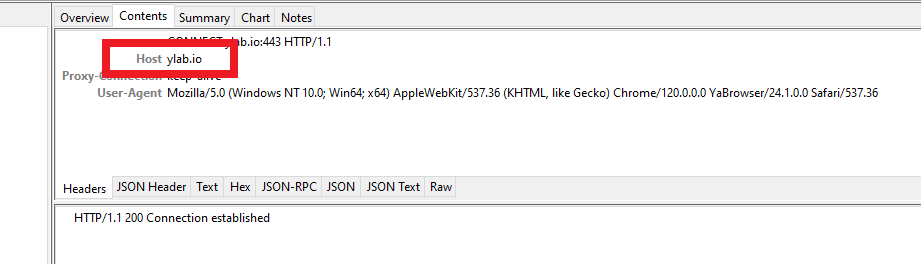 Overview Contents Summary Chart Notes
CONNECT ylab.io:443 HTTP/1.1
Host ylab.io
Proxy-Connection keep-alive
User-Agent Mozilla/5.0 (Windows NT 10.0; Win64; x64) AppleWebKit/537.36 (KHTML, like Gecko) Chrome/120.0.0.0 YaBrowser/24.1.0.0 Safari/537.36
Headers JSON Header Text Hex JSON-RPC JSON JSON Text Raw
HTTP/1.1 200 Connection established